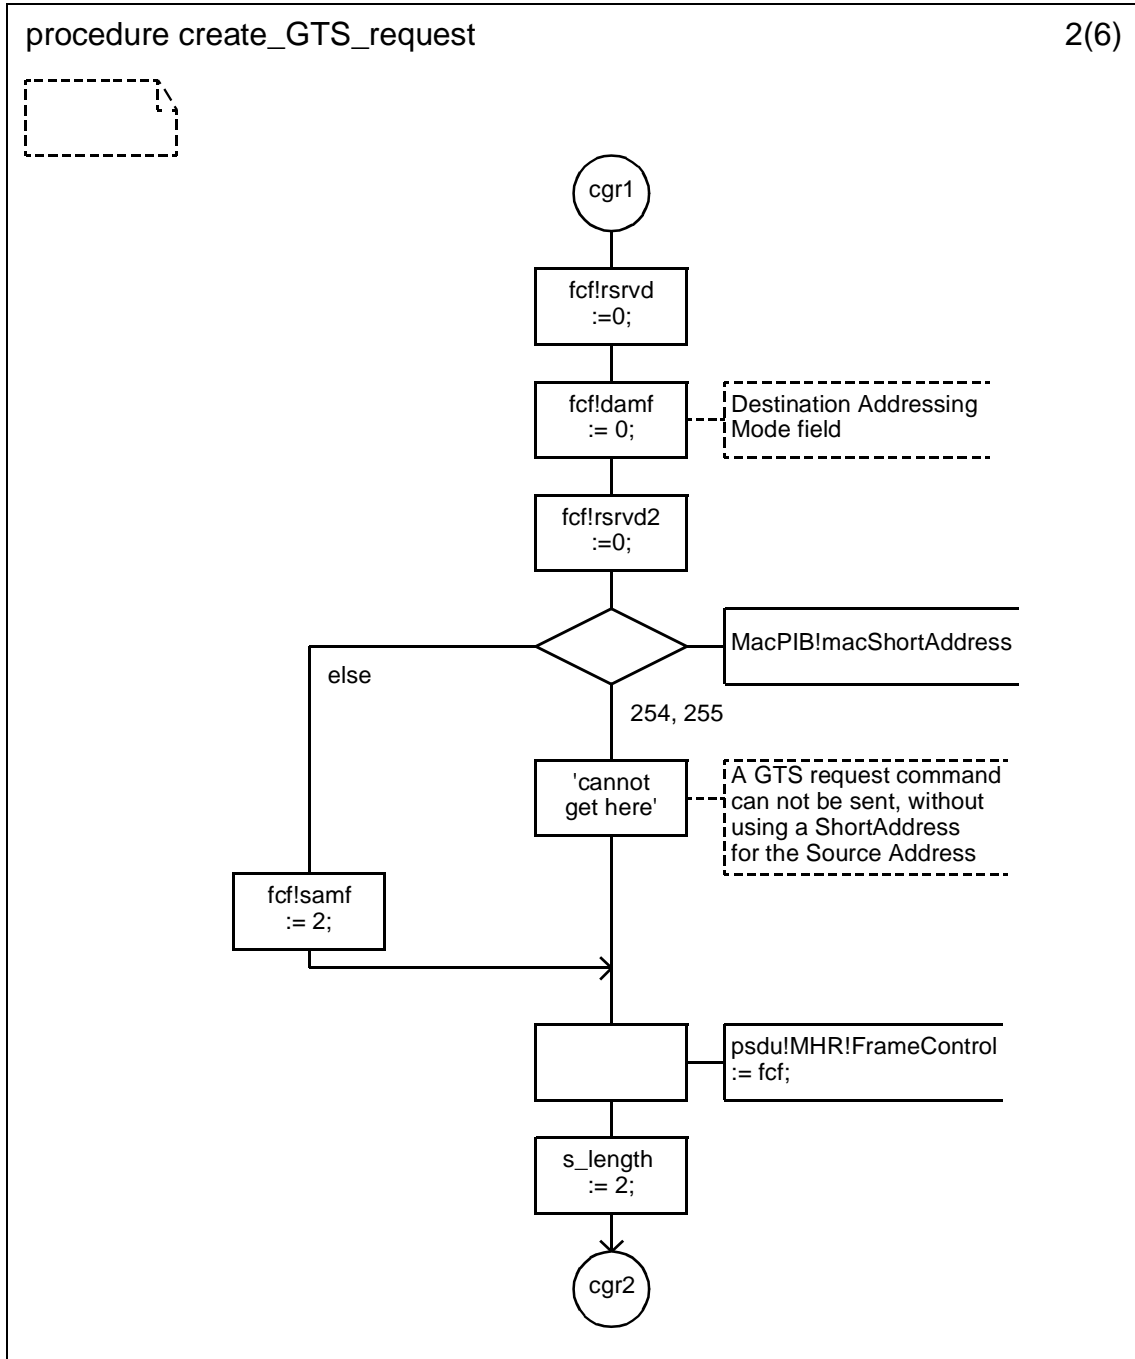 procedure create_GTS_request
2(6)
cgr1
fcf!rsrvd
:=0;
fcf!damf
:= 0;
Destination Addressing
Mode field
fcf!rsrvd2
:=0;
MacPIB!macShortAddress
else
254, 255
'cannot
get here'
A GTS request command
can not be sent, without
using a ShortAddress
for the Source Address
fcf!samf
:= 2;
psdu!MHR!FrameControl
:= fcf;
s_length
:= 2;
cgr2